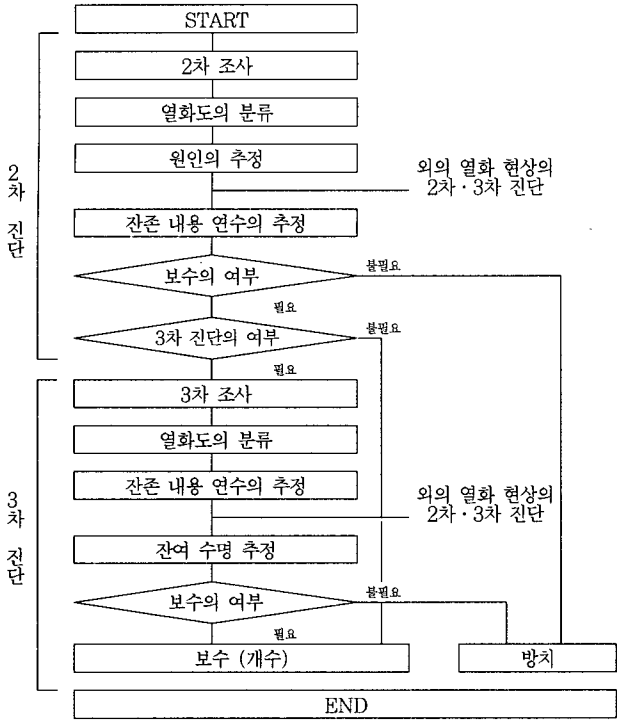 START
2차 조사
열화도의 분류
원인의 추정
외의 열화 현상의
2차·3차 진단
잔존 내용 연수의 추정
보수의 여부
불필요
필요
3차 진단의 여부
불필요
필요
2차 진단
3차 조사
열화도의 분류
잔존 내용 연수의 추정
외의 열화 현상의
2차·3차 진단
잔여 수명 추정
보수의 여부
불필요
필요
보수 (개수)
방치
3차 진단
END